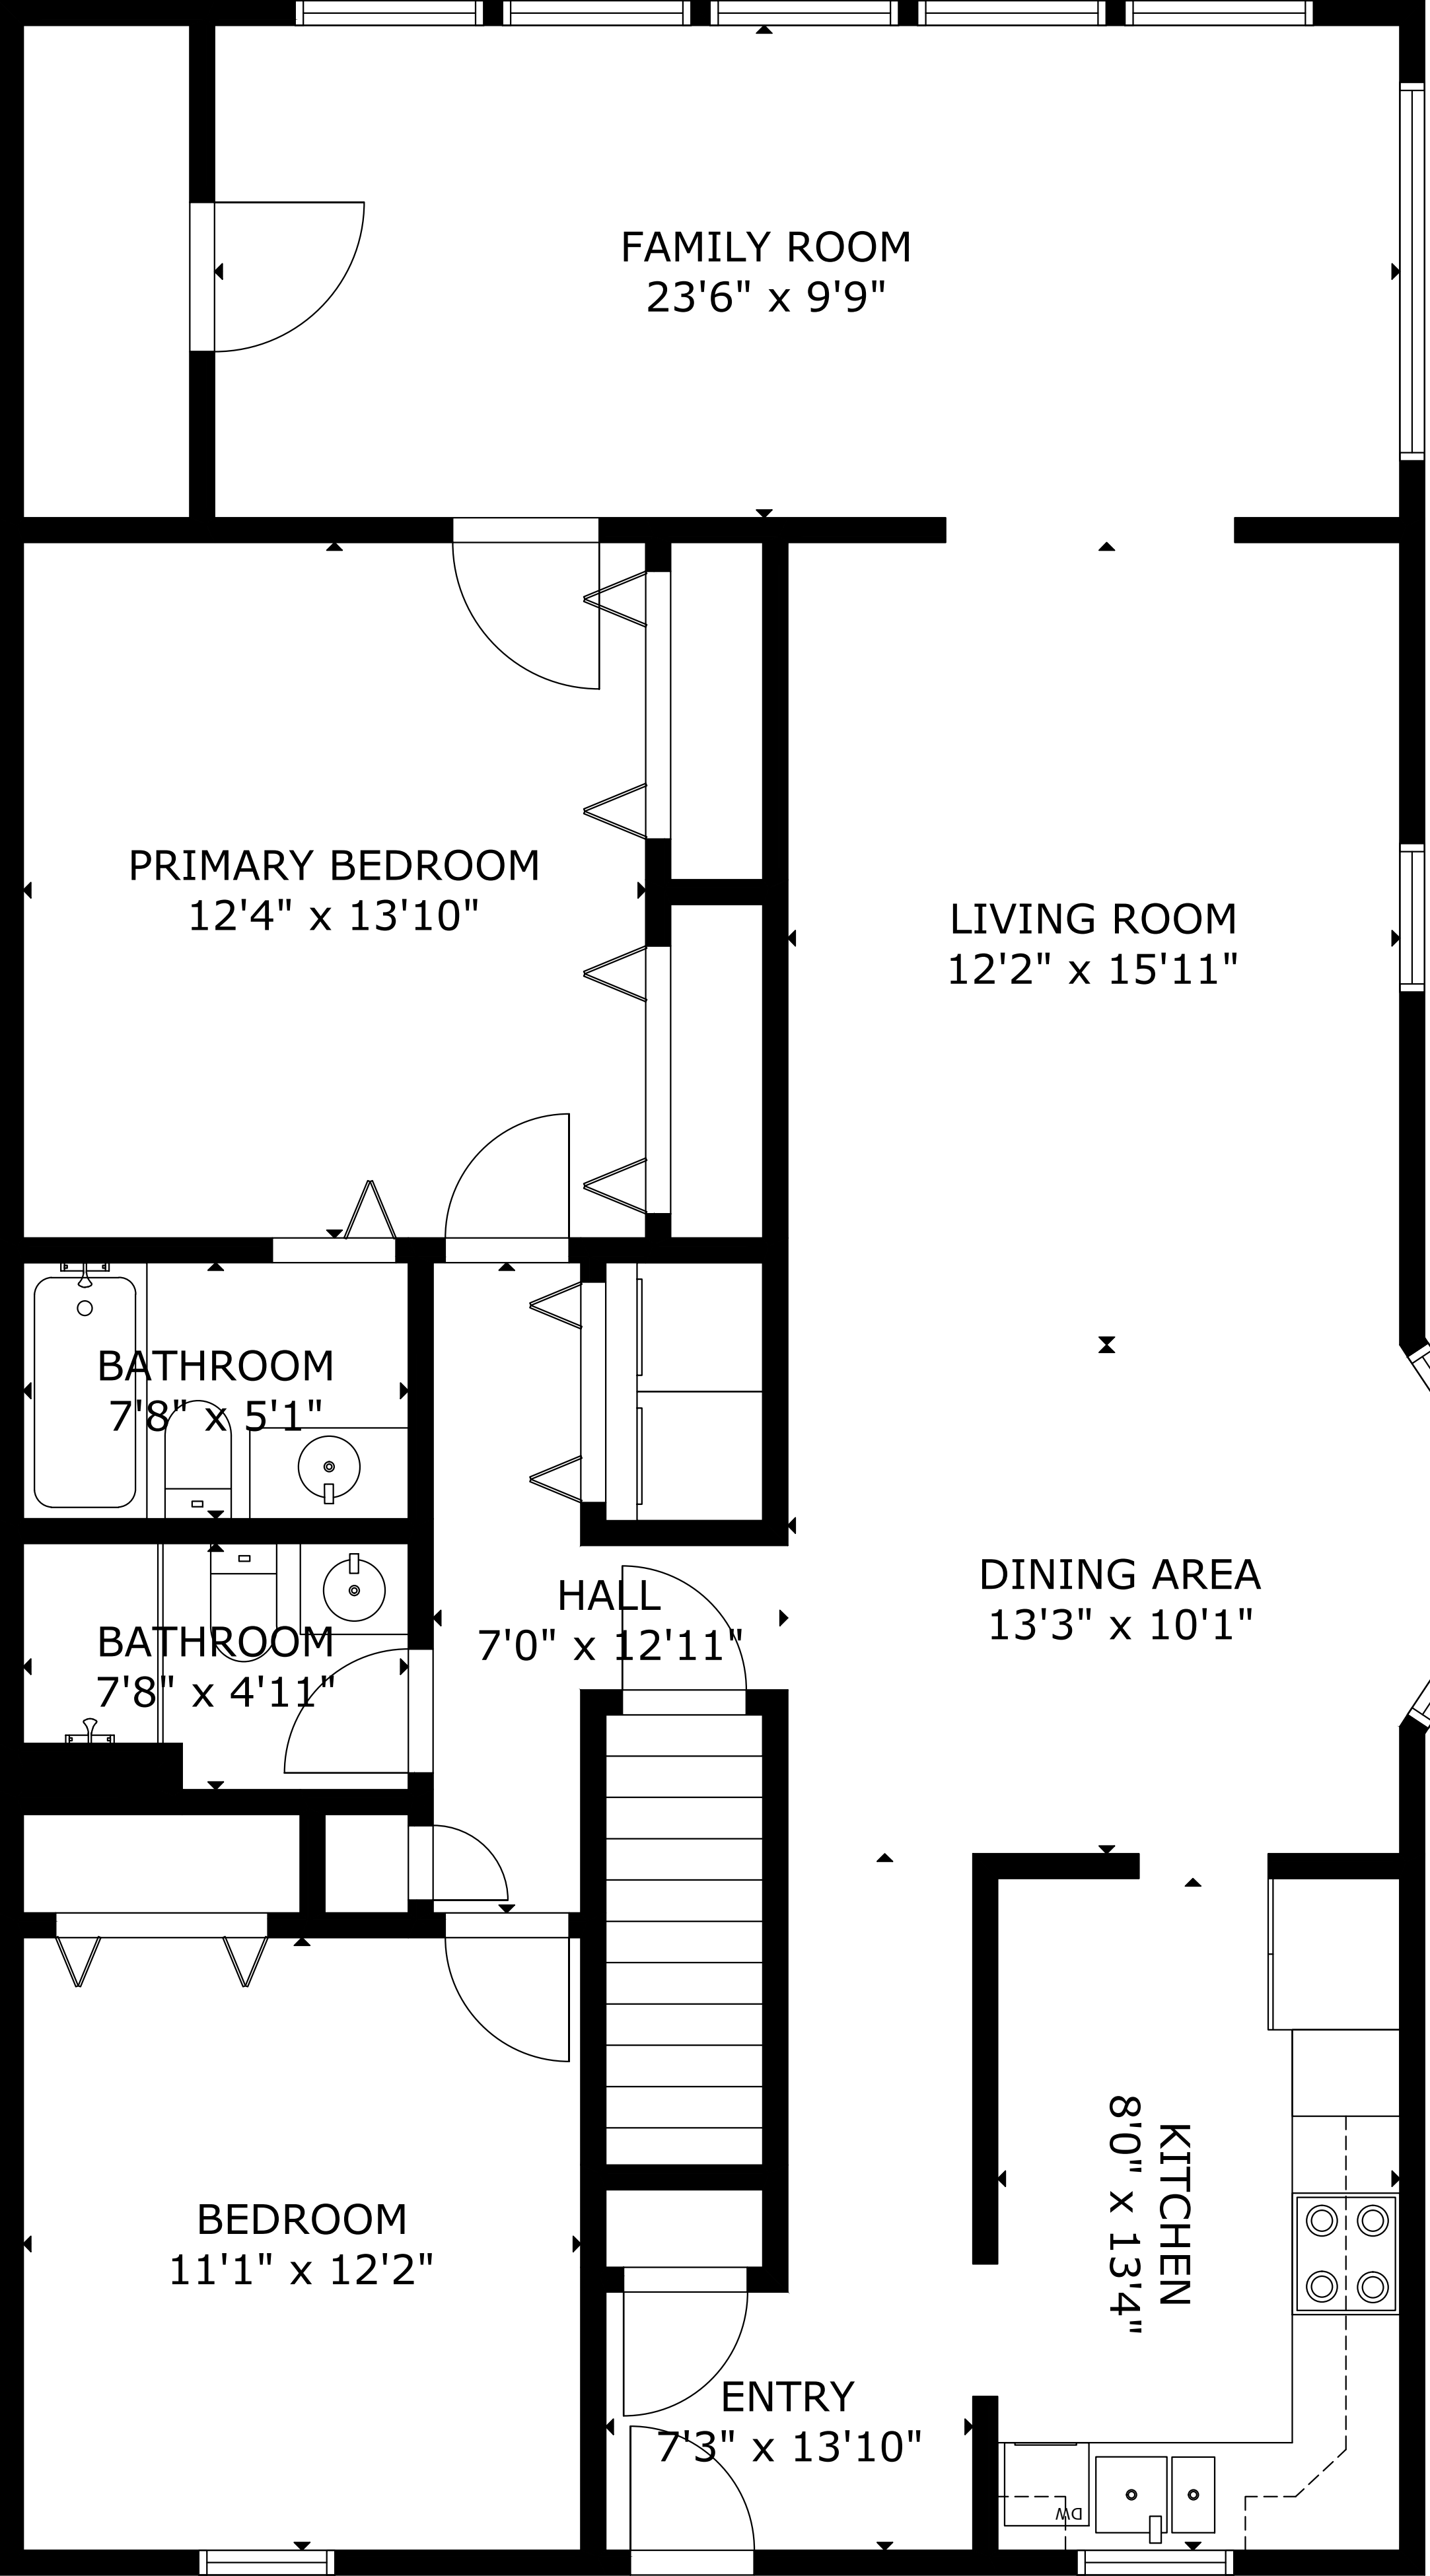 FAMILY ROOM
23'6" x 9'9"
PRIMARY BEDROOM
12'4" x 13'10"
LIVING ROOM
12'2" x 15'11"
BATHROOM
7'8" x 5'1"
HALL
7'0" x 12'11"
DINING AREA
13'3" x 10'1"
BATHROOM
7'8" x 4'11"
KITCHEN
8'0" x 13'4"
BEDROOM
11'1" x 12'2"
ENTRY
7'3" x 13'10"
DW